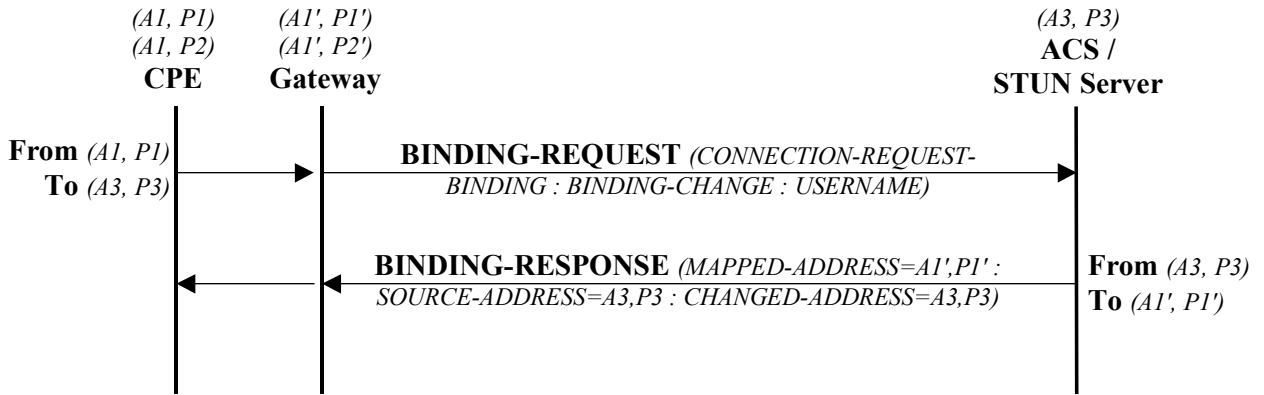 (A1, P1)
(A1, P2)
CPE
(A1', P1')
(A1', P2')
Gateway
(A3, P3)
ACS /
STUN Server
From (A1, P1)
To (A3, P3)
BINDING-REQUEST (CONNECTION-REQUEST-
BINDING : BINDING-CHANGE : USERNAME)
BINDING-RESPONSE (MAPPED-ADDRESS=A1',P1' :
SOURCE-ADDRESS=A3,P3 : CHANGED-ADDRESS=A3,P3)
From (A3, P3)
To (A1', P1')